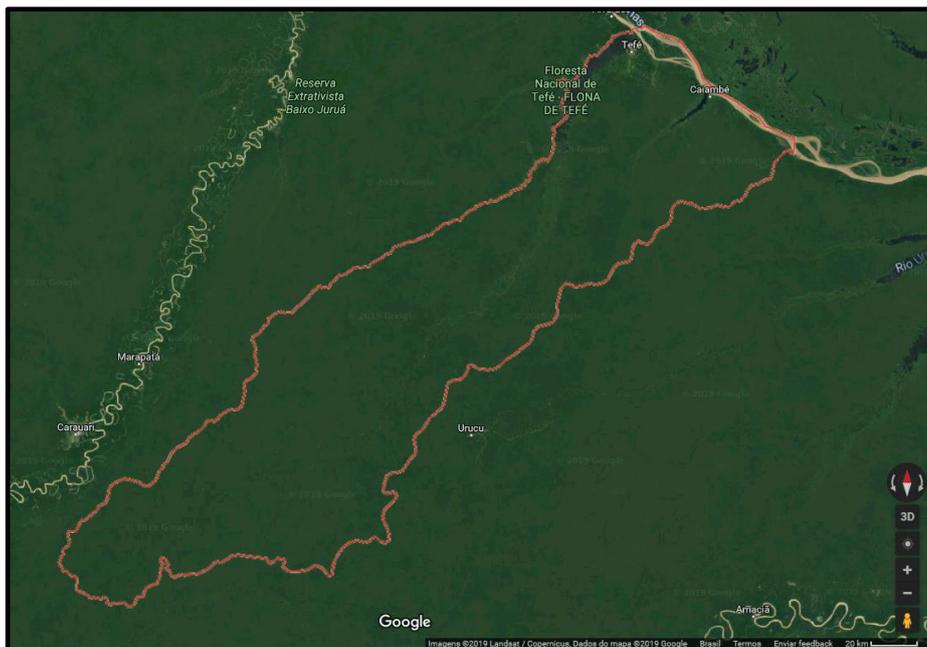 Tefé
Reserva
Extrativista
Baixo Juruá
Floresta
Nacional de
Tefé - FLONA
DE TEFÉ
Caiambé
Rio Ur
Marapatá
Carauari
Urucu
3D
+
−
Amaciá
Google
Imagens ©2019 Landsat / Copernicus, Dados do mapa ©2019 Google Brasil Termos Enviar feedback 20 km